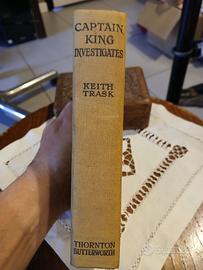 CAPTAIN
KING
INVESTIGATES
KEITH
TRASK
THORNTON
BUTTERWORTH